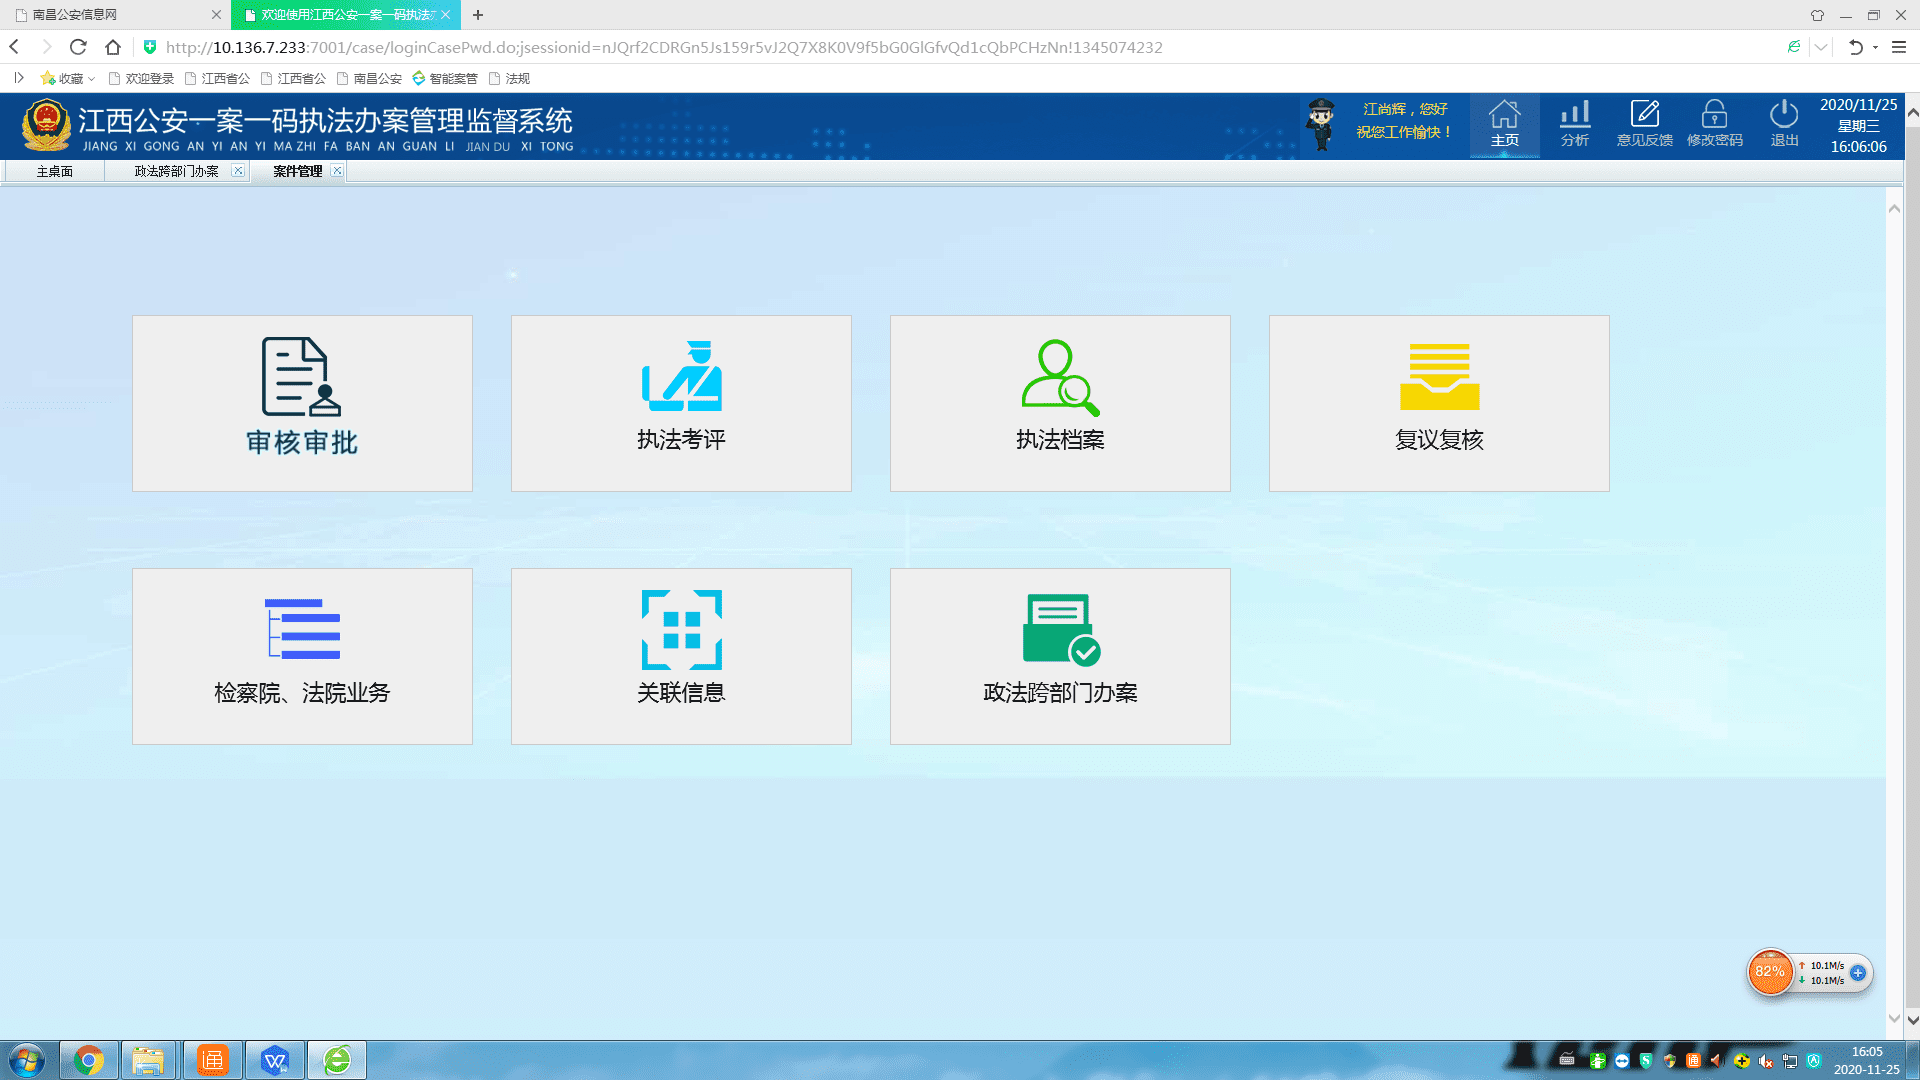 南昌公安信息网
欢迎使用江西公安一案一码执法办
http://10.136.7.233:7001/case/loginCasePwd.do;jsessionid=nJQrf2CDRGn5Js159r5vJ2Q7X8K0V9f5bG0GlGfvQd1cQbPCHzNn!1345074232
收藏 欢迎登录 江西省公 江西省公 南昌公安 智能案管 法规
江西公安一案一码执法办案管理监督系统
JIANG XI GONG AN YI AN YI MA ZHI FA BAN AN GUAN LI JIAN DU XI TONG
江尚辉，您好
祝您工作愉快！
主页 分析 意见反馈 修改密码 退出
2020/11/25
星期三
16:06:06
主桌面 政法跨部门办案 案件管理
审核审批
执法考评
执法档案
复议复核
检察院、法院业务
关联信息
政法跨部门办案
82%
10.1M/s
10.1M/s
通
W
通
16:05
2020-11-25